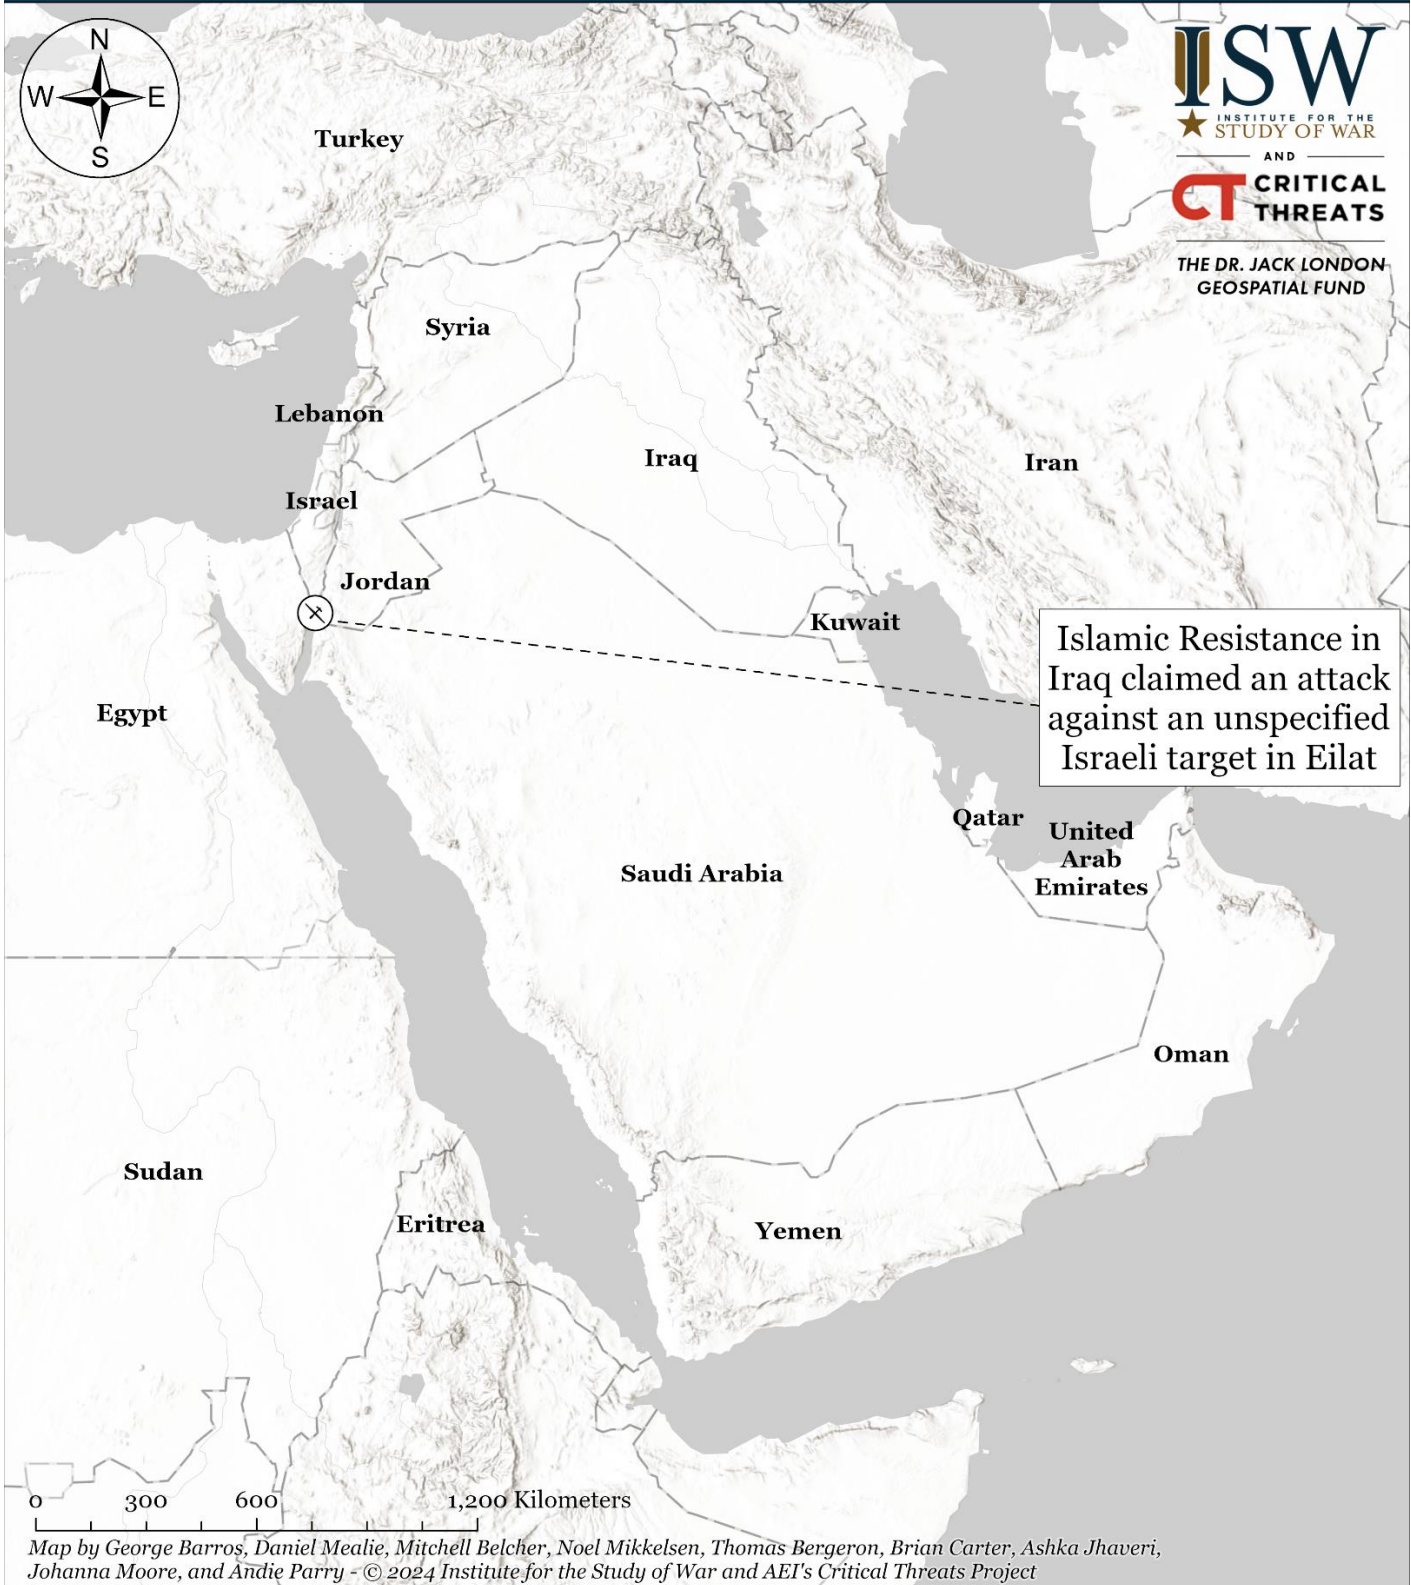 N
W E
S
ISW
INSTITUTE FOR THE
STUDY OF WAR
AND
CT CRITICAL
THREATS
THE DR. JACK LONDON
GEOSPATIAL FUND
Turkey
Syria
Lebanon
Iraq
Iran
Israel
Jordan
Kuwait
Islamic Resistance in
Iraq claimed an attack
against an unspecified
Israeli target in Eilat
Egypt
Qatar
United
Arab
Emirates
Saudi Arabia
Oman
Sudan
Eritrea
Yemen
0 300 600 1,200 Kilometers
Map by George Barros, Daniel Mealie, Mitchell Belcher, Noel Mikkelsen, Thomas Bergeron, Brian Carter, Ashka Jhaveri,
Johanna Moore, and Andie Parry - © 2024 Institute for the Study of War and AEI's Critical Threats Project